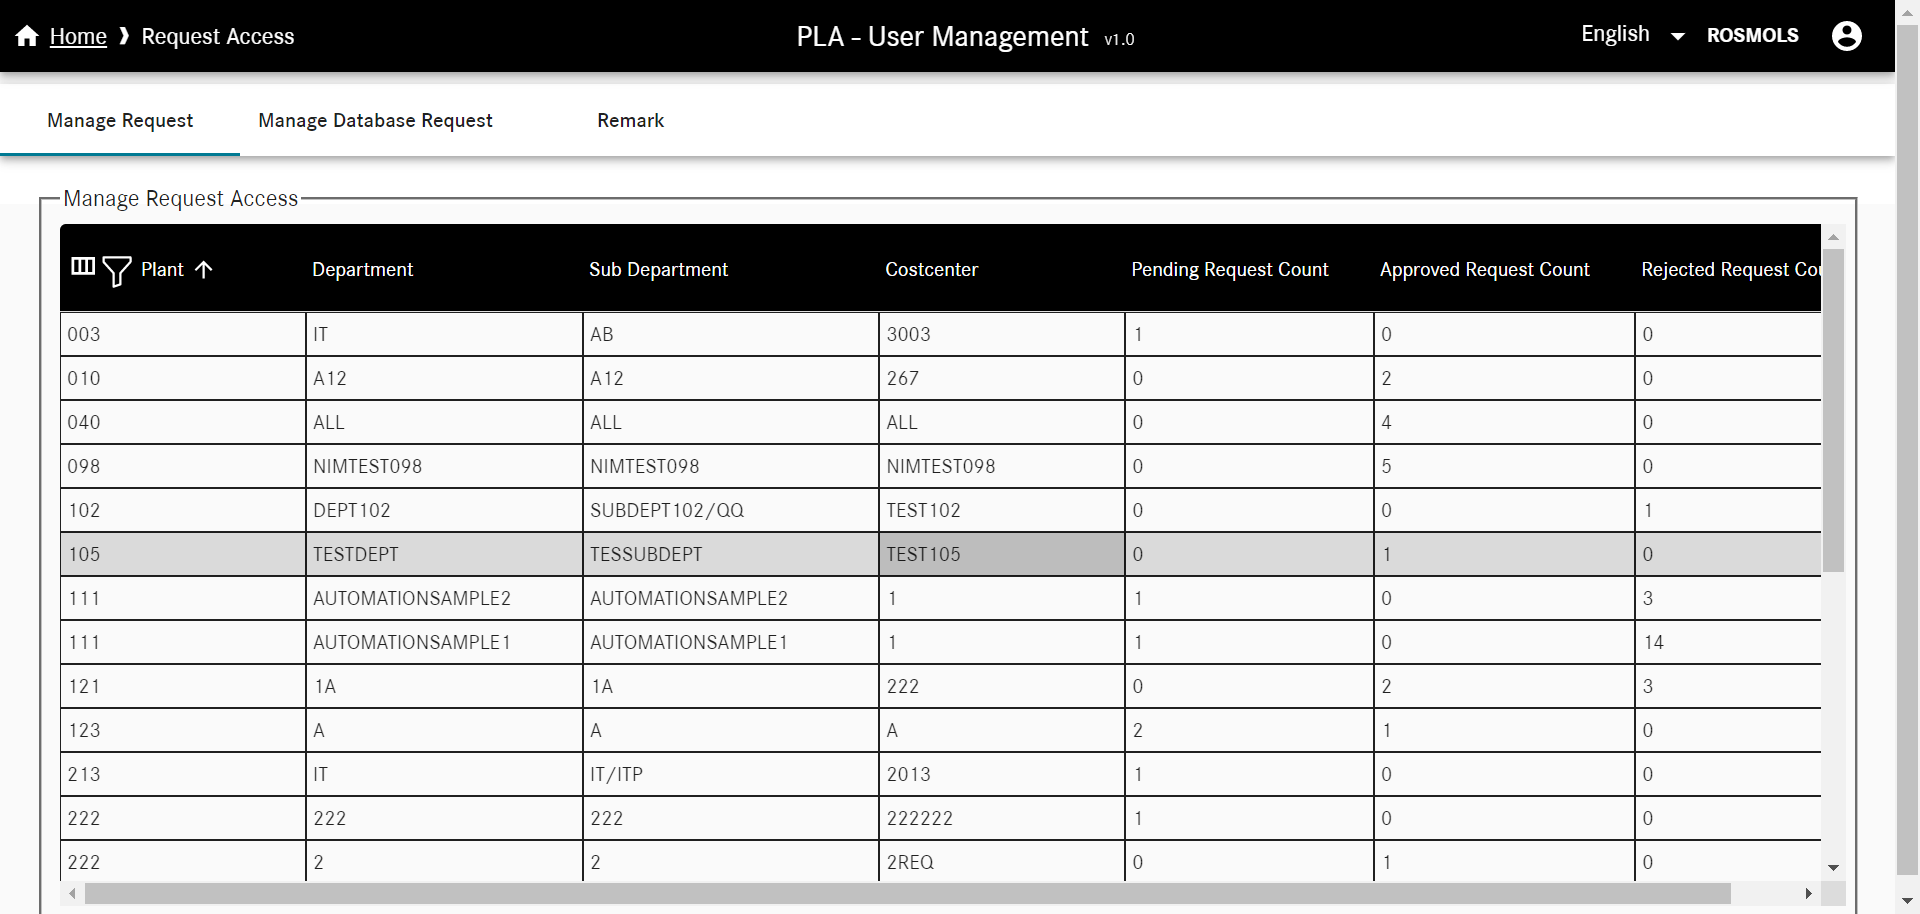 Home ❱ Request Access
PLA - User Management v1.0
English ROSMOLS
Manage Request Manage Database Request Remark
Manage Request Access
Plant Department Sub Department Costcenter Pending Request Count Approved Request Count Rejected Request Cou
003 IT AB 3003 1 0 0
010 A12 A12 267 0 2 0
040 ALL ALL ALL 0 4 0
098 NIMTEST098 NIMTEST098 NIMTEST098 0 5 0
102 DEPT102 SUBDEPT102/QQ TEST102 0 0 1
105 TESTDEPT TESSUBDEPT TEST105 0 1 0
111 AUTOMATIONSAMPLE2 AUTOMATIONSAMPLE2 1 1 0 3
111 AUTOMATIONSAMPLE1 AUTOMATIONSAMPLE1 1 1 0 14
121 1A 1A 222 0 2 3
123 A A A 2 1 0
213 IT IT/ITP 2013 1 0 0
222 222 222 222222 1 0 0
222 2 2 2REQ 0 1 0